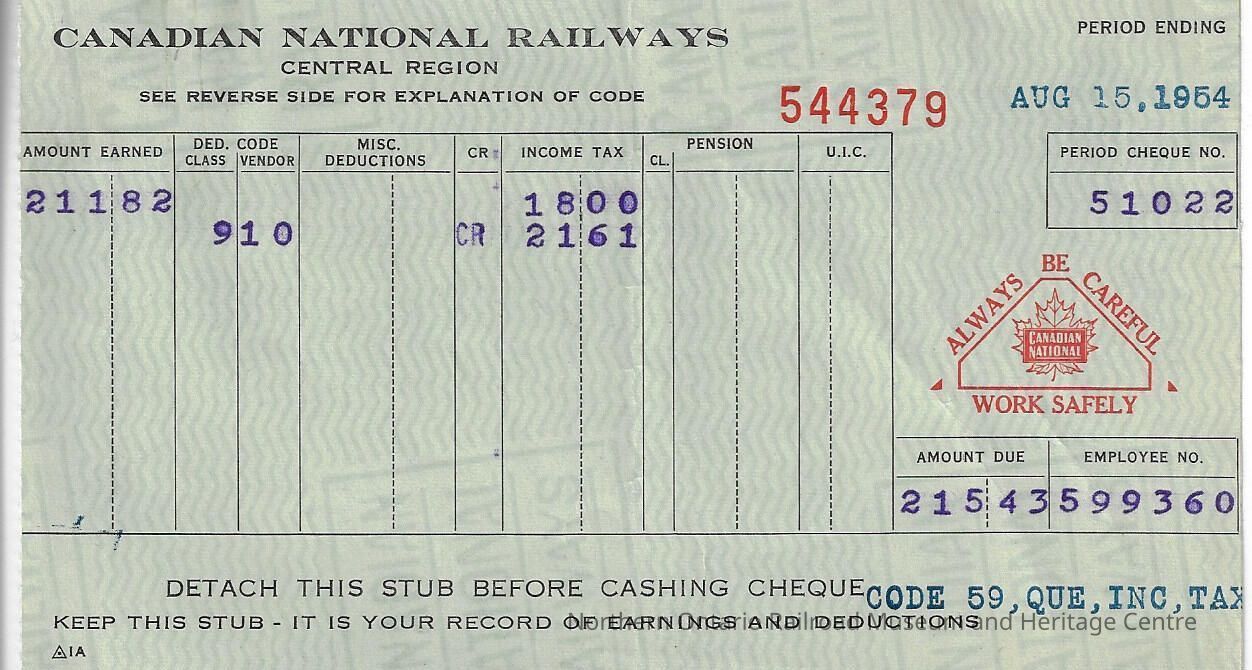 CANADIAN NATIONAL RAILWAYS
CENTRAL REGION
SEE REVERSE SIDE FOR EXPLANATION OF CODE
544379
PERIOD ENDING
AUG 15,1954
AMOUNT EARNED
DED. CODE
CLASS VENDOR
MISC.
DEDUCTIONS
CR
INCOME TAX
CL.
PENSION
U.I.C.
PERIOD CHEQUE NO.
51022
21182 1800
910 CR 2161
ALWAYS BE CAREFUL
CANADIAN
NATIONAL
WORK SAFELY
AMOUNT DUE EMPLOYEE NO.
21543 599360
DETACH THIS STUB BEFORE CASHING CHEQUE
CODE 59,QUE,INC,TAX
KEEP THIS STUB - IT IS YOUR RECORD OF EARNINGS AND DEDUCTIONS
Northern Ontario Railroad Museum and Heritage Centre
1A